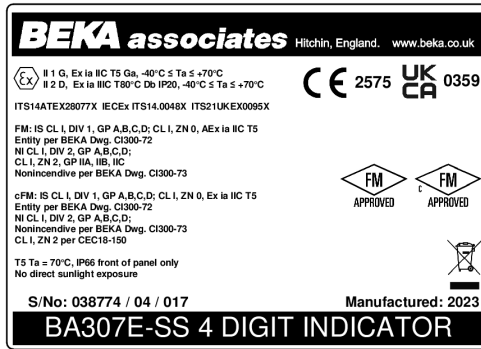 BEKA associates Hitchin, England. www.beka.co.uk
Ex II 1 G, Ex ia IIC T5 Ga, -40°C ≤ Ta ≤ +70°C
II 2 D, Ex ia IIIC T80°C Db IP20, -40°C ≤ Ta ≤ +70°C
CE 2575 UKCA 0359
ITS14ATEX28077X IECEx ITS14.0048X ITS21UKEX0095X
FM: IS CL I, DIV 1, GP A,B,C,D; CL I, ZN 0, AEx ia IIC T5
Entity per BEKA Dwg. CI300-72
NI CL I, DIV 2, GP A,B,C,D;
CL I, ZN 2, GP IIA, IIB, IIC
Nonincendive per BEKA Dwg. CI300-73
FM APPROVED
c FM APPROVED
cFM: IS CL I, DIV 1, GP A,B,C,D; CL I, ZN 0, Ex ia IIC T5
Entity per BEKA Dwg. CI300-72
NI CL I, DIV 2, GP A,B,C,D;
Nonincendive per BEKA Dwg. CI300-73
CL I, ZN 2 per CEC18-150
T5 Ta = 70°C, IP66 front of panel only
No direct sunlight exposure
S/No: 038774 / 04 / 017 Manufactured: 2023
BA307E-SS 4 DIGIT INDICATOR